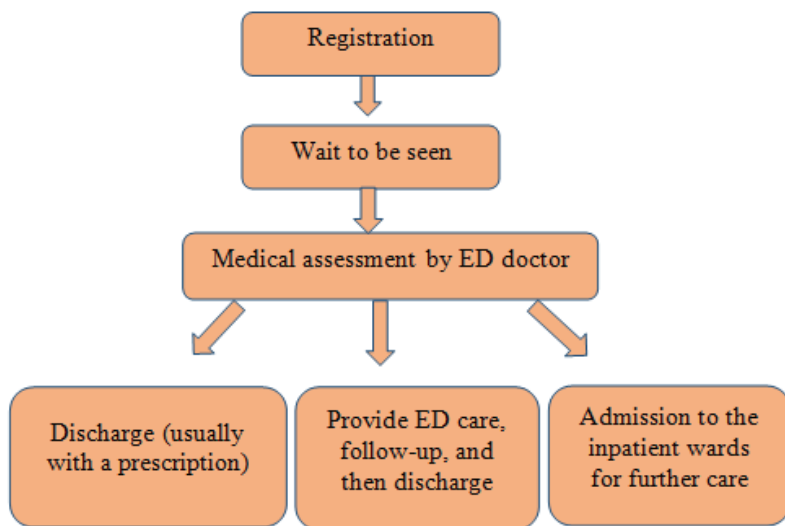 Registration
Wait to be seen
Medical assessment by ED doctor
Discharge (usually
with a prescription)
Provide ED care,
follow-up, and
then discharge
Admission to the
inpatient wards
for further care